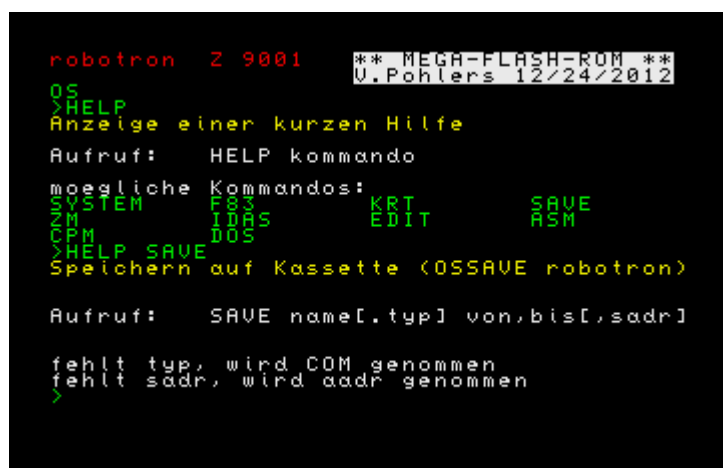 robotron Z 9001 ** MEGA-FLASH-ROM **
V.Pohlers 12/24/2012
OS
>HELP
Anzeige einer kurzen Hilfe
Aufruf: HELP kommando
moegliche Kommandos:
SYSTEM F83 KRT SAVE
ZM IDAS EDIT ASM
CPM DOS
>HELP SAVE
Speichern auf Kassette (OSSAVE robotron)
Aufruf: SAVE name[.typ] von,bis[,sadr]
fehlt typ, wird COM genommen
fehlt sadr, wird aadr genommen
>